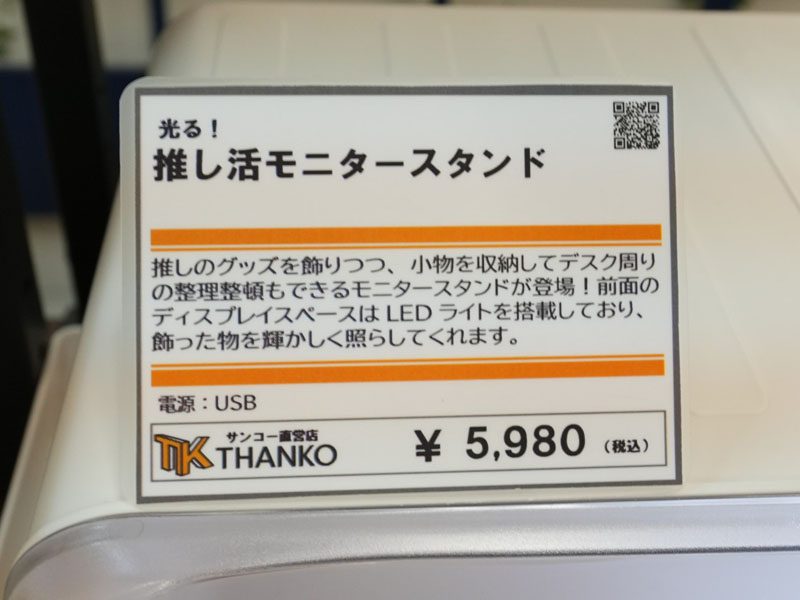 光る！
推し活モニタースタンド
推しのグッズを飾りつつ、小物を収納してデスク周り
の整理整頓もできるモニタースタンドが登場！前面の
ディスプレイスペースはLEDライトを搭載しており、
飾った物を輝かしく照らしてくれます。
電源：USB
TK サンコー直営店
THANKO
¥ 5,980（税込）